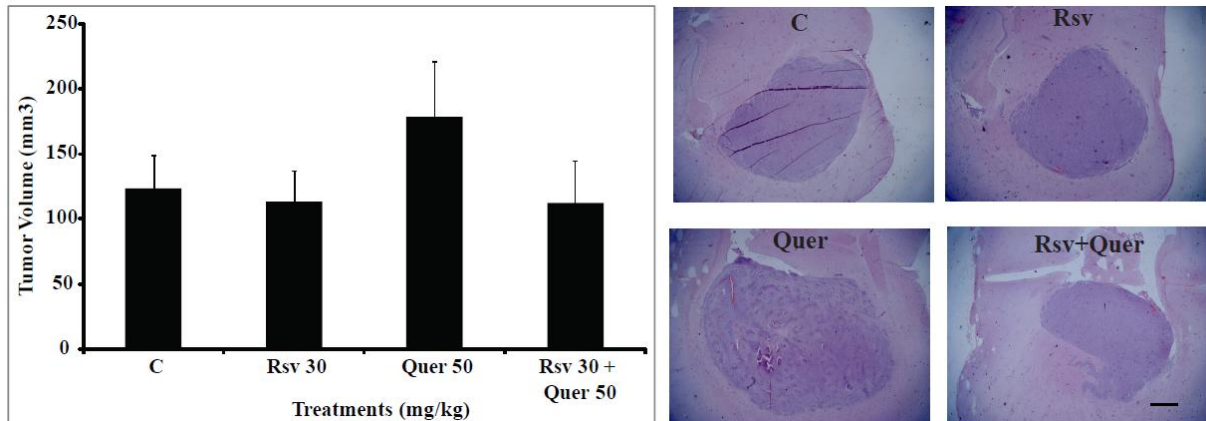 250
200
150
100
50
0
Tumor Volume (mm3)
C
Rsv 30
Quer 50
Rsv 30 +
Quer 50
Treatments (mg/kg)
C
Rsv
Quer
Rsv+Quer